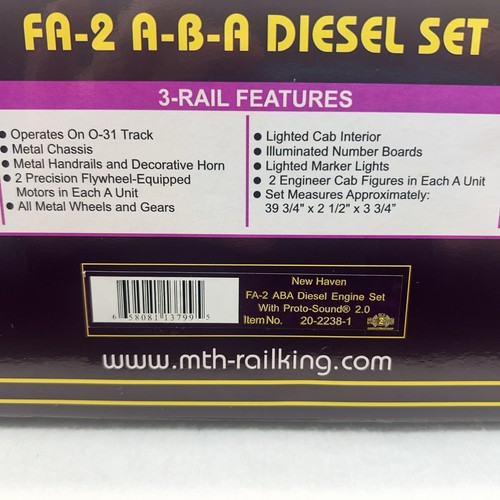 FA-2 A-B-A DIESEL SET
3-RAIL FEATURES
● Operates On O-31 Track
● Metal Chassis
● Metal Handrails and Decorative Horn
● 2 Precision Flywheel-Equipped
Motors in Each A Unit
● All Metal Wheels and Gears
● Lighted Cab Interior
● Illuminated Number Boards
● Lighted Marker Lights
● 2 Engineer Cab Figures in Each A Unit
● Set Measures Approximately:
39 3/4" x 2 1/2" x 3 3/4"
6 58081 13799 5
New Haven
FA-2 ABA Diesel Engine Set
With Proto-Sound® 2.0
Item No. 20-2238-1
www.mth-railking.com